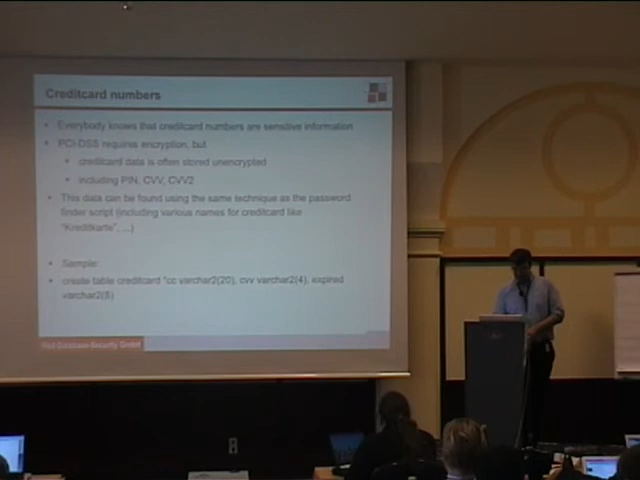 Creditcard numbers
Everybody knows that creditcard numbers are sensitive information
PCI-DSS requires encryption, but
creditcard data is often stored unencrypted
including PIN, CVV, CVV2
This data can be found using the same technique as the password
finder script (including various names for creditcard like
"Kreditkarte", ...)
Sample:
create table creditcard "cc varchar2(20), cvv varchar2(4), expired
varchar2(6)
Red-Database-Security GmbH